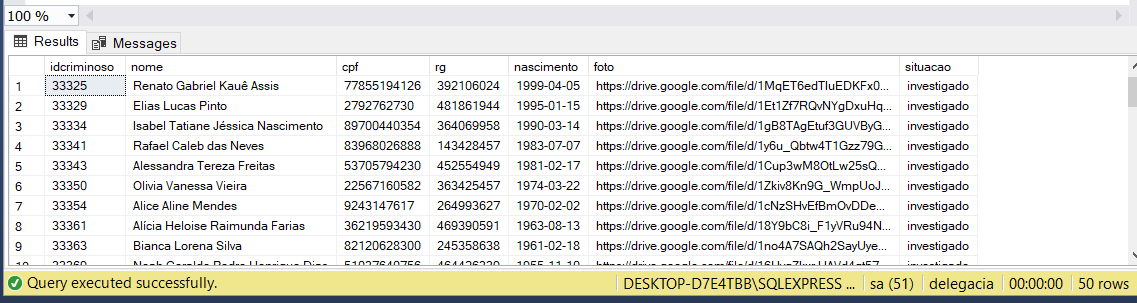 100 %
Results Messages
idcriminoso nome cpf rg nascimento foto situacao
1 33325 Renato Gabriel Kauê Assis 77855194126 392106024 1999-04-05 https://drive.google.com/file/d/1MqET6edTluEDKFx0... investigado
2 33329 Elias Lucas Pinto 2792762730 481861944 1995-01-15 https://drive.google.com/file/d/1Et1Zf7RQvNYgDxuHq... investigado
3 33334 Isabel Tatiane Jéssica Nascimento 89700440354 364069958 1990-03-14 https://drive.google.com/file/d/1gB8TAgEtuf3GUVByG... investigado
4 33341 Rafael Caleb das Neves 83968026888 143428457 1983-07-07 https://drive.google.com/file/d/1y6u_Qbtw4T1Gzz79G... investigado
5 33343 Alessandra Tereza Freitas 53705794230 452554949 1981-02-17 https://drive.google.com/file/d/1Cup3wM8OtLw25sQ... investigado
6 33350 Olivia Vanessa Vieira 22567160582 363425457 1974-03-22 https://drive.google.com/file/d/1Zkiv8Kn9G_WmpUoJ... investigado
7 33354 Alice Aline Mendes 9243147617 264993627 1970-02-02 https://drive.google.com/file/d/1cNzSHvEfBmOvDDe... investigado
8 33361 Alícia Heloise Raimunda Farias 36219593430 469390591 1963-08-13 https://drive.google.com/file/d/18Y9bC8i_F1yVRu94N... investigado
9 33363 Bianca Lorena Silva 82120628300 245358638 1961-02-18 https://drive.google.com/file/d/1no4A7SAQh2SayUye... investigado
Query executed successfully. DESKTOP-D7E4TBB\SQLEXPRESS ... sa (51) delegacia 00:00:00 50 rows